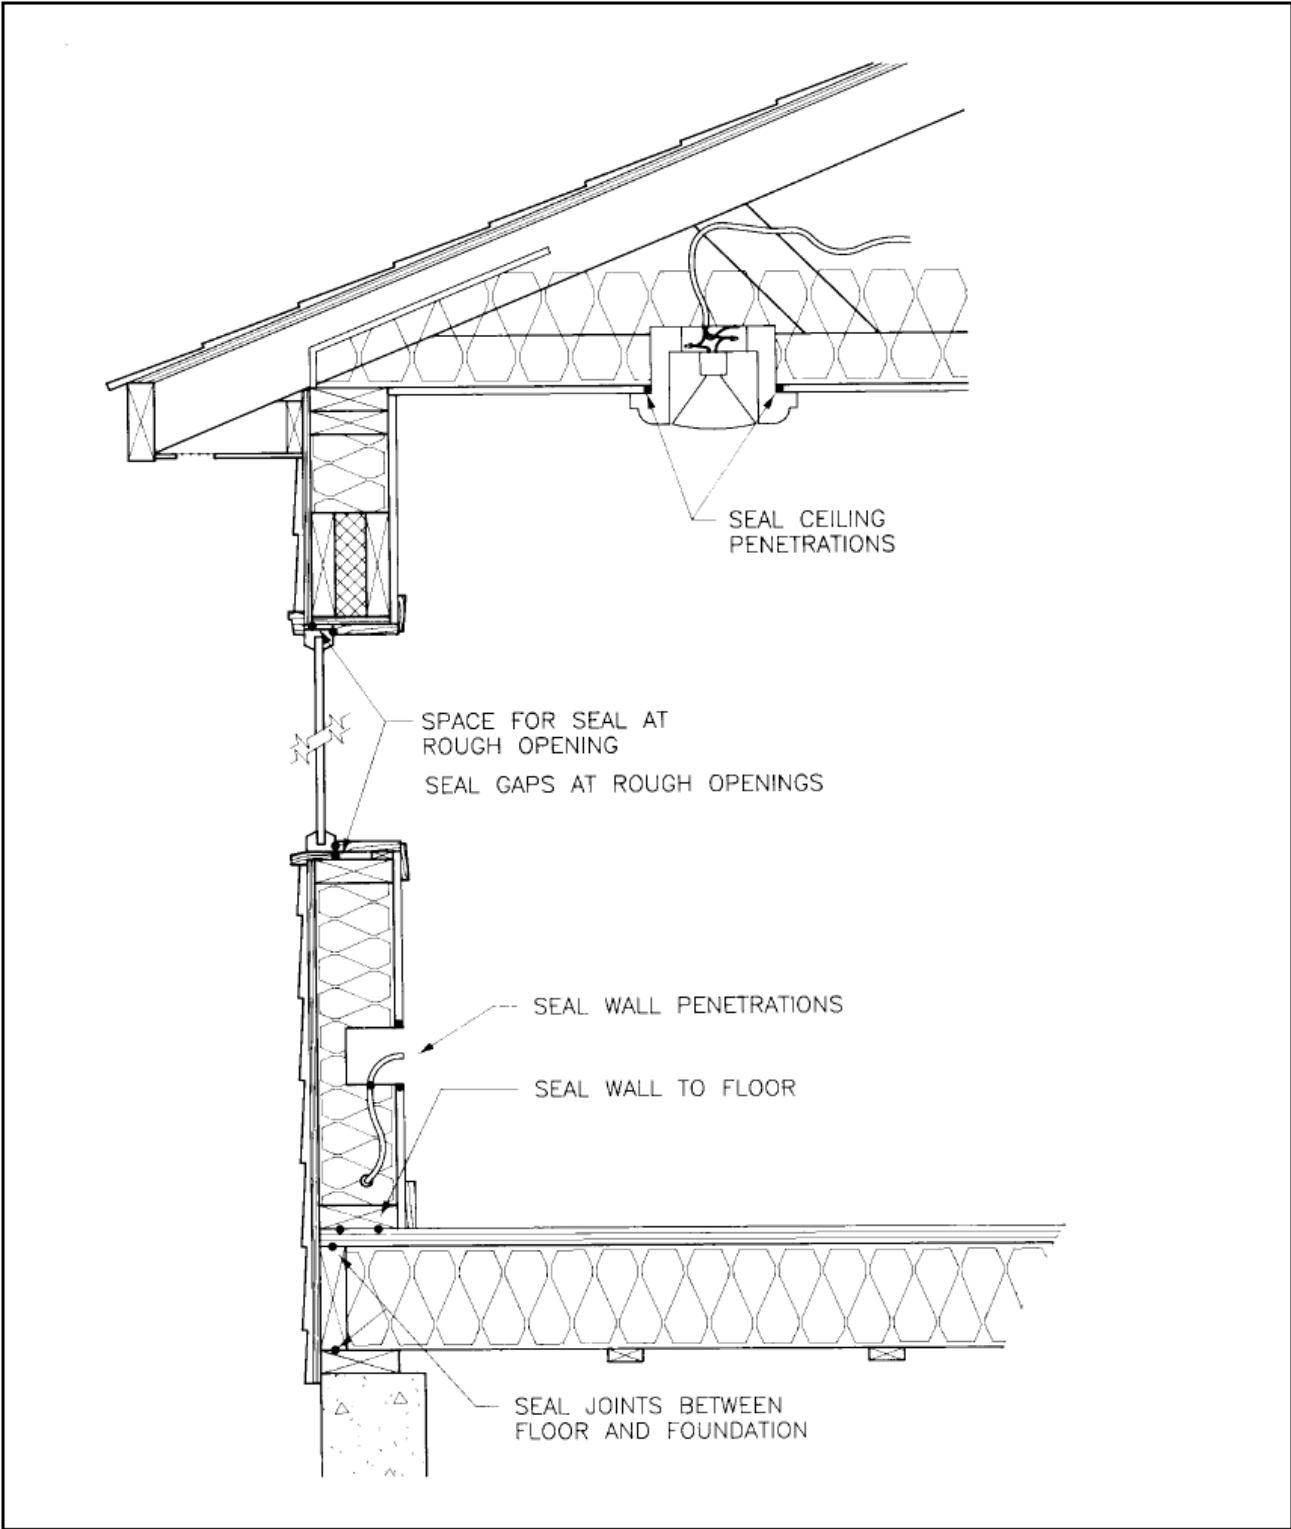 SEAL CEILING
PENETRATIONS
SPACE FOR SEAL AT
ROUGH OPENING
SEAL GAPS AT ROUGH OPENINGS
SEAL WALL PENETRATIONS
SEAL WALL TO FLOOR
SEAL JOINTS BETWEEN
FLOOR AND FOUNDATION